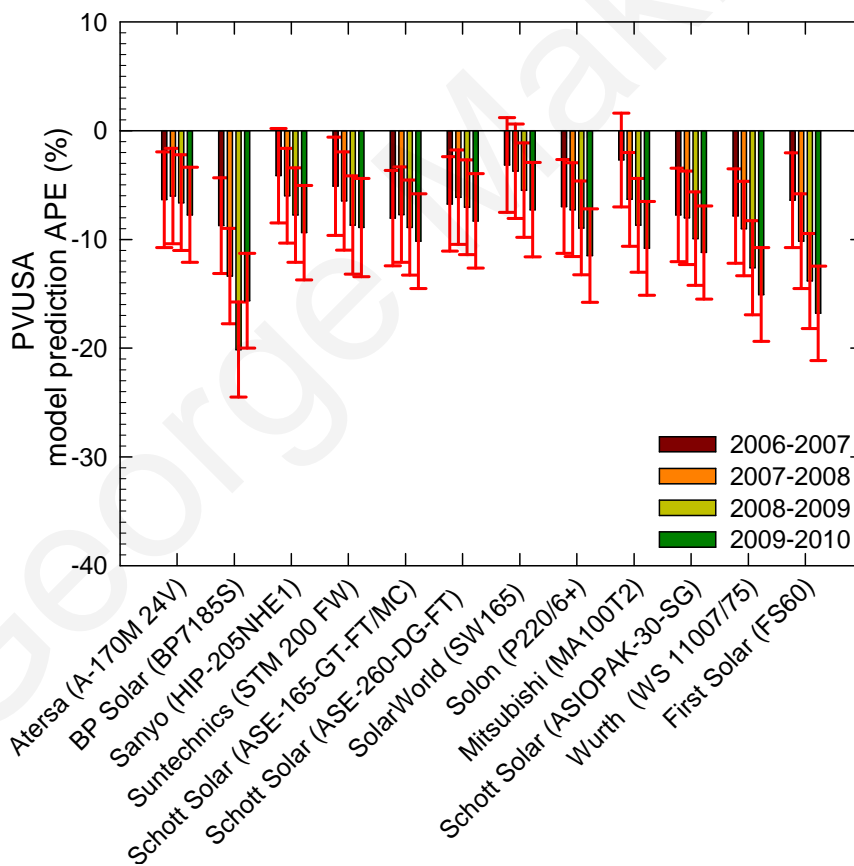 10
0
-10
-20
-30
-40
PVUSA
model prediction APE (%)
2006-2007
2007-2008
2008-2009
2009-2010
Atersa (A-170M 24V)
BP Solar (BP7185S)
Sanyo (HIP-205NHE1)
Suntechnics (STM 200 FW)
Schott Solar (ASE-165-GT-FT/MC)
Schott Solar (ASE-260-DG-FT)
SolarWorld (SW165)
Solon (P220/6+)
Mitsubishi (MA100T2)
Schott Solar (ASIOPAK-30-SG)
Wurth (WS 11007/75)
First Solar (FS60)
George